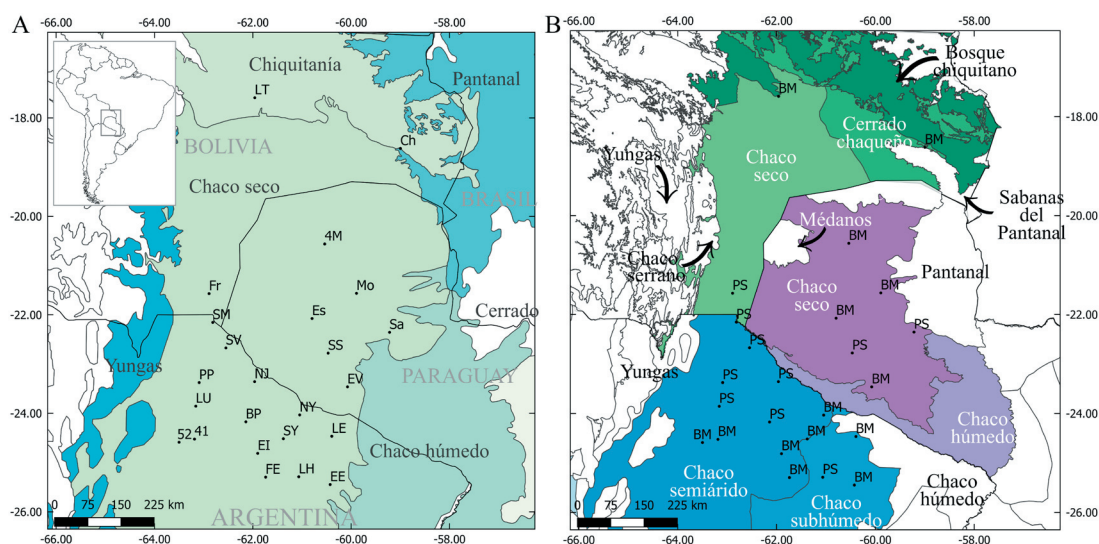 A
-66.00
-64.00
-62.00
-60.00
-58.00
Chiquitanía
Pantanal
LT
-18.00
Ch
BOLIVIA
Chaco seco
BRASIL
-20.00
4M
Fr
Mo
Es
-22.00
SM
Sa
SV
SS
Cerrado
Yungas
PP
NJ
EV
PARAGUAY
LU
-24.00
BP
NY
52
41
SY
LE
EI
Chaco húmedo
FE
LH
EE
0
75
150
225 km
ARGENTINA
-26.00
-66.00
-64.00
-62.00
-60.00
-58.00
B
-66.00
-64.00
-62.00
-60.00
-58.00
Bosque
chiquitano
BM
-18.00
Cerrado
chaqueño
BM
Yungas
Chaco
seco
Sabanas
del
Pantanal
-20.00
Médanos
BM
Chaco
serrano
Pantanal
Chaco
seco
PS
BM
BM
-22.00
PS
PS
PS
PS
Yungas
PS
PS
BM
PS
-24.00
PS
BM
Chaco
húmedo
BM
BM
BM
BM
BM
Chaco
semiárido
BM
PS
BM
Chaco
húmedo
Chaco
subhúmedo
0
75
150
225 km
-26.00
-66.00
-64.00
-62.00
-60.00
-58.00